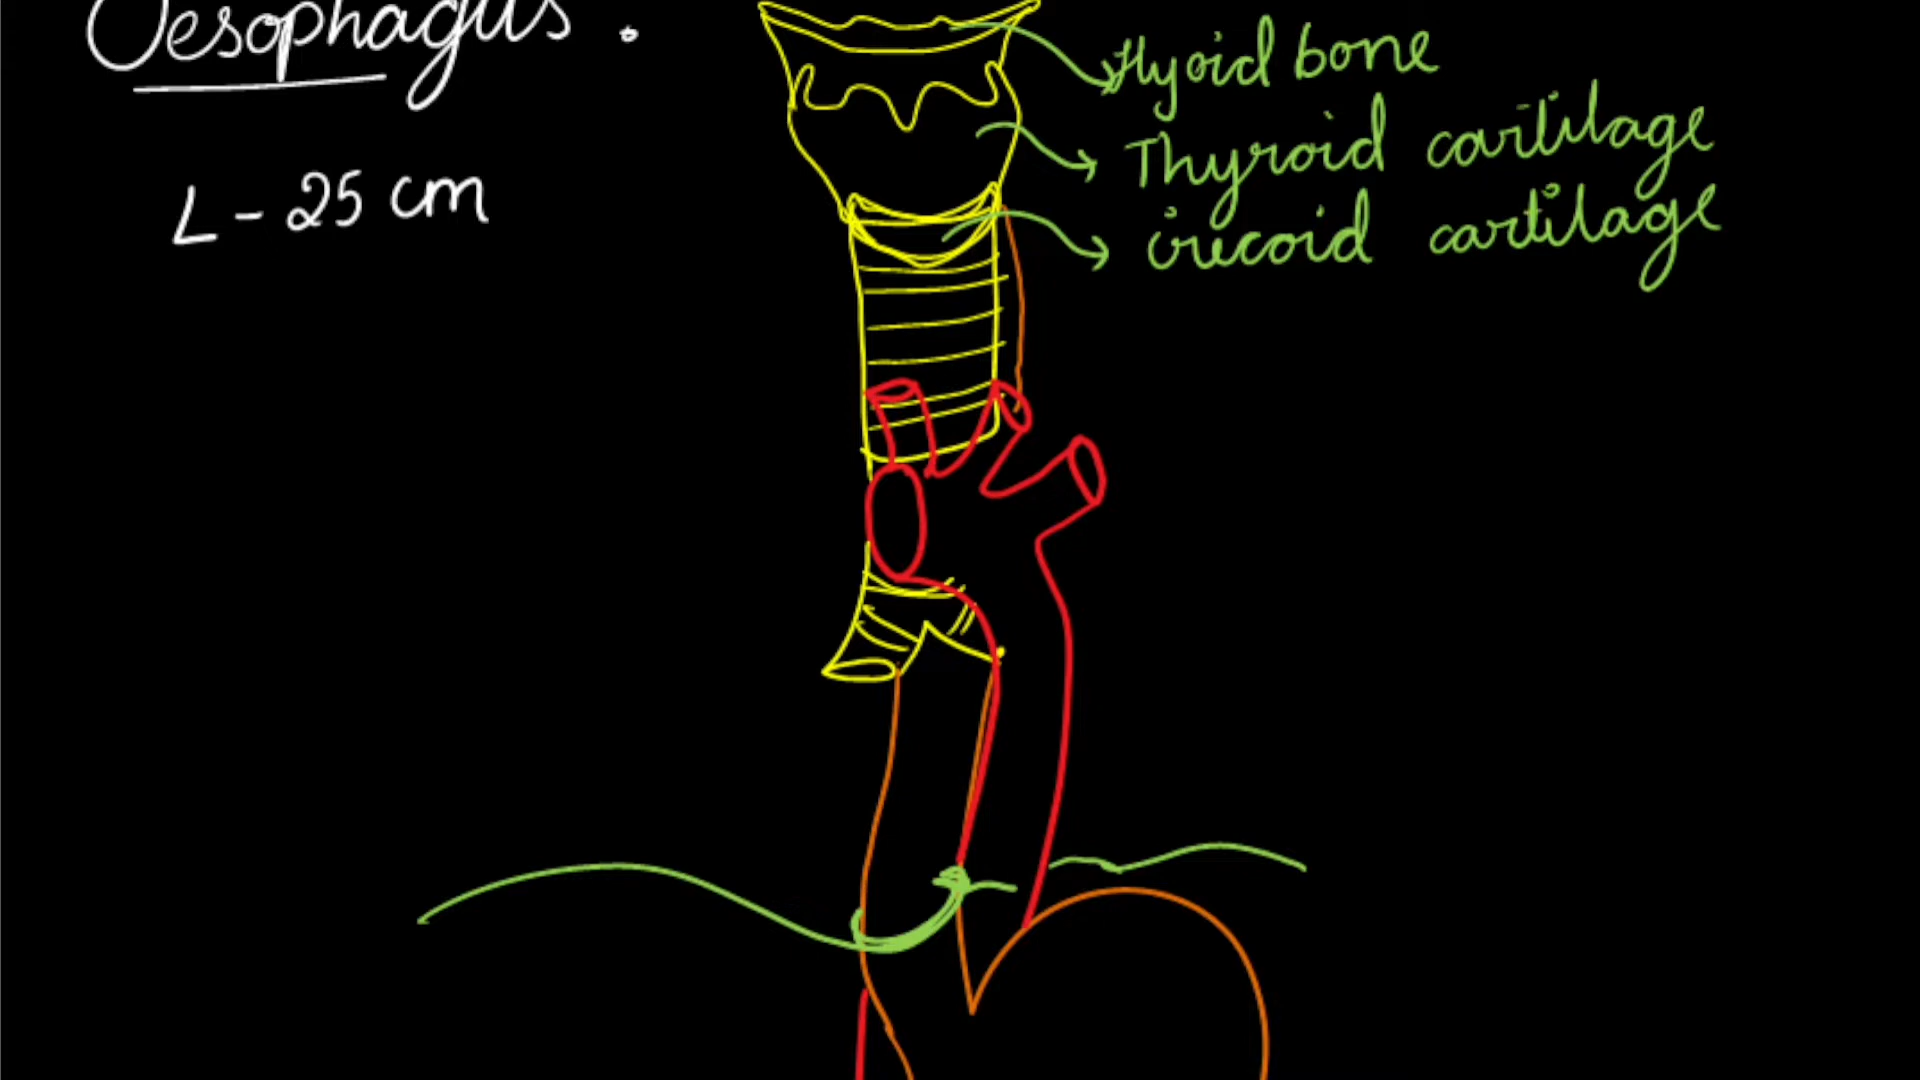 Oesophagus.
L - 25 cm
Hyoid bone
Thyroid cartilage
cricoid cartilage